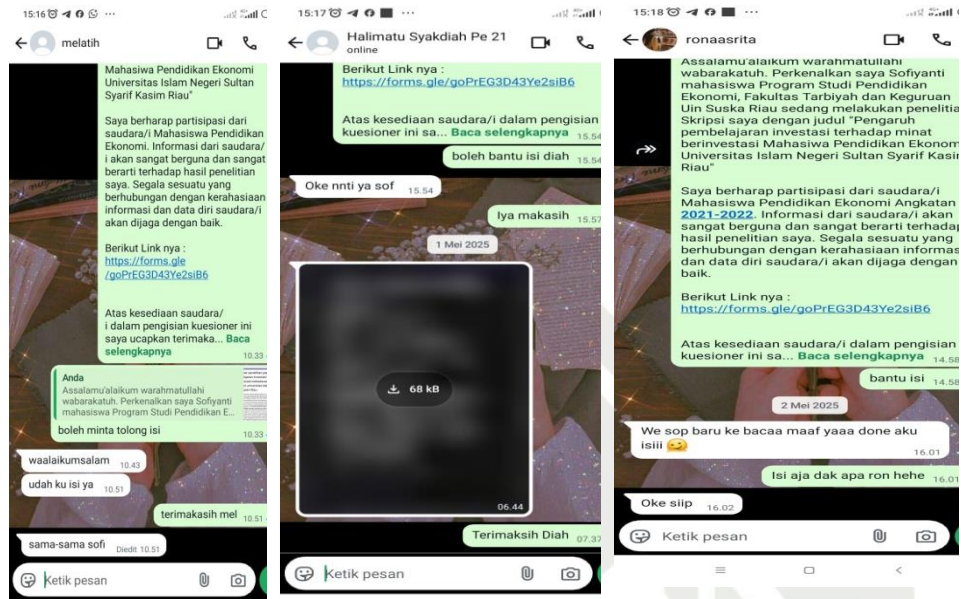 15:16
melatih
Mahasiwa Pendidikan Ekonomi
Universitas Islam Negeri Sultan
Syarif Kasim Riau"
Saya berharap partisipasi dari
saudara/i Mahasiswa Pendidikan
Ekonomi. Informasi dari saudara/
i akan sangat berguna dan sangat
berarti terhadap hasil penelitian
saya. Segala sesuatu yang
berhubungan dengan kerahasiaan
informasi dan data diri saudara/i
akan dijaga dengan baik.
Berikut Link nya :
https://forms.gle
/goPrEG3D43Ye2siB6
Atas kesediaan saudara/
i dalam pengisian kuesioner ini
saya ucapkan terimaka... Baca
selengkapnya 10.33
Anda
Assalamu'alaikum warahmatullahi
wabarakatuh. Perkenalkan saya Sofiyanti
mahasiswa Program Studi Pendidikan E...
boleh minta tolong isi 10.33
waalaikumsalam 10.43
udah ku isi ya 10.51
terimakasih mel 10.51
sama-sama sofi Diedit 10.51
Ketik pesan
15:17
Halimatu Syakdiah Pe 21
online
Berikut Link nya :
https://forms.gle/goPrEG3D43Ye2siB6
Atas kesediaan saudara/i dalam pengisian
kuesioner ini sa... Baca selengkapnya 15.54
boleh bantu isi diah 15.54
Oke nnti ya sof 15.54
Iya makasih 15.57
1 Mei 2025
68 kB
06.44
Terimaksih Diah 07.37
Ketik pesan
15:18
ronaasrita
Assalamu'alaikum warahmatullahi
wabarakatuh. Perkenalkan saya Sofiyanti
mahasiswa Program Studi Pendidikan
Ekonomi, Fakultas Tarbiyah dan Keguruan
Uin Suska Riau sedang melakukan penelitia
Skripsi saya dengan judul "Pengaruh
pembelajaran investasi terhadap minat
berinvestasi Mahasiswa Pendidikan Ekonom
Universitas Islam Negeri Sultan Syarif Kasir
Riau"
Saya berharap partisipasi dari saudara/i
Mahasiswa Pendidikan Ekonomi Angkatan
2021-2022. Informasi dari saudara/i akan
sangat berguna dan sangat berarti terhadap
hasil penelitian saya. Segala sesuatu yang
berhubungan dengan kerahasiaan informas
dan data diri saudara/i akan dijaga dengan
baik.
Berikut Link nya :
https://forms.gle/goPrEG3D43Ye2siB6
Atas kesediaan saudara/i dalam pengisian
kuesioner ini sa... Baca selengkapnya 14.58
bantu isi 14.58
2 Mei 2025
We sop baru ke bacaa maaf yaaa done aku
isiii 🤗 16.01
Isi aja dak apa ron hehe 16.01
Oke siip 16.02
Ketik pesan